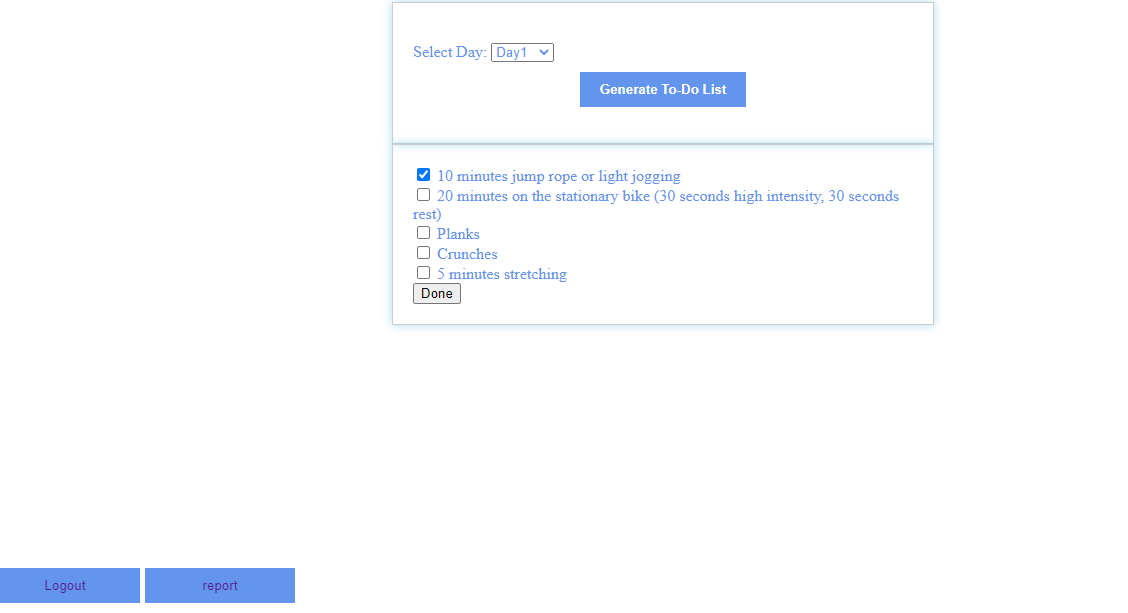 Select Day: Day1
Generate To-Do List
10 minutes jump rope or light jogging
20 minutes on the stationary bike (30 seconds high intensity, 30 seconds
rest)
Planks
Crunches
5 minutes stretching
Done
Logout
report